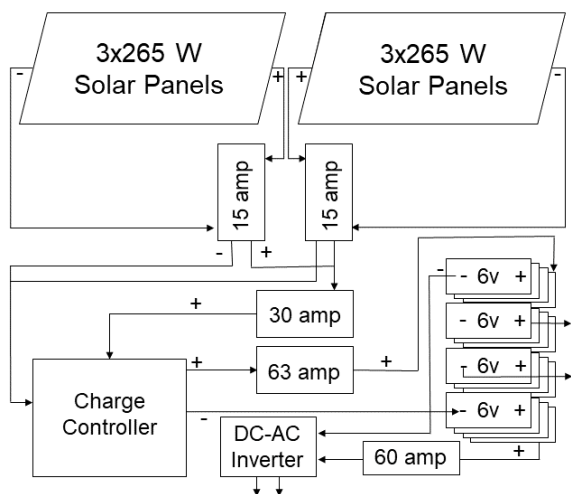 3x265 W
Solar Panels
3x265 W
Solar Panels
-
+
+
-
15 amp
15 amp
-
+
+
30 amp
+
63 amp
+
-
- 6v +
- 6v +
- 6v +
- 6v +
Charge
Controller
-
DC-AC
Inverter
60 amp
+